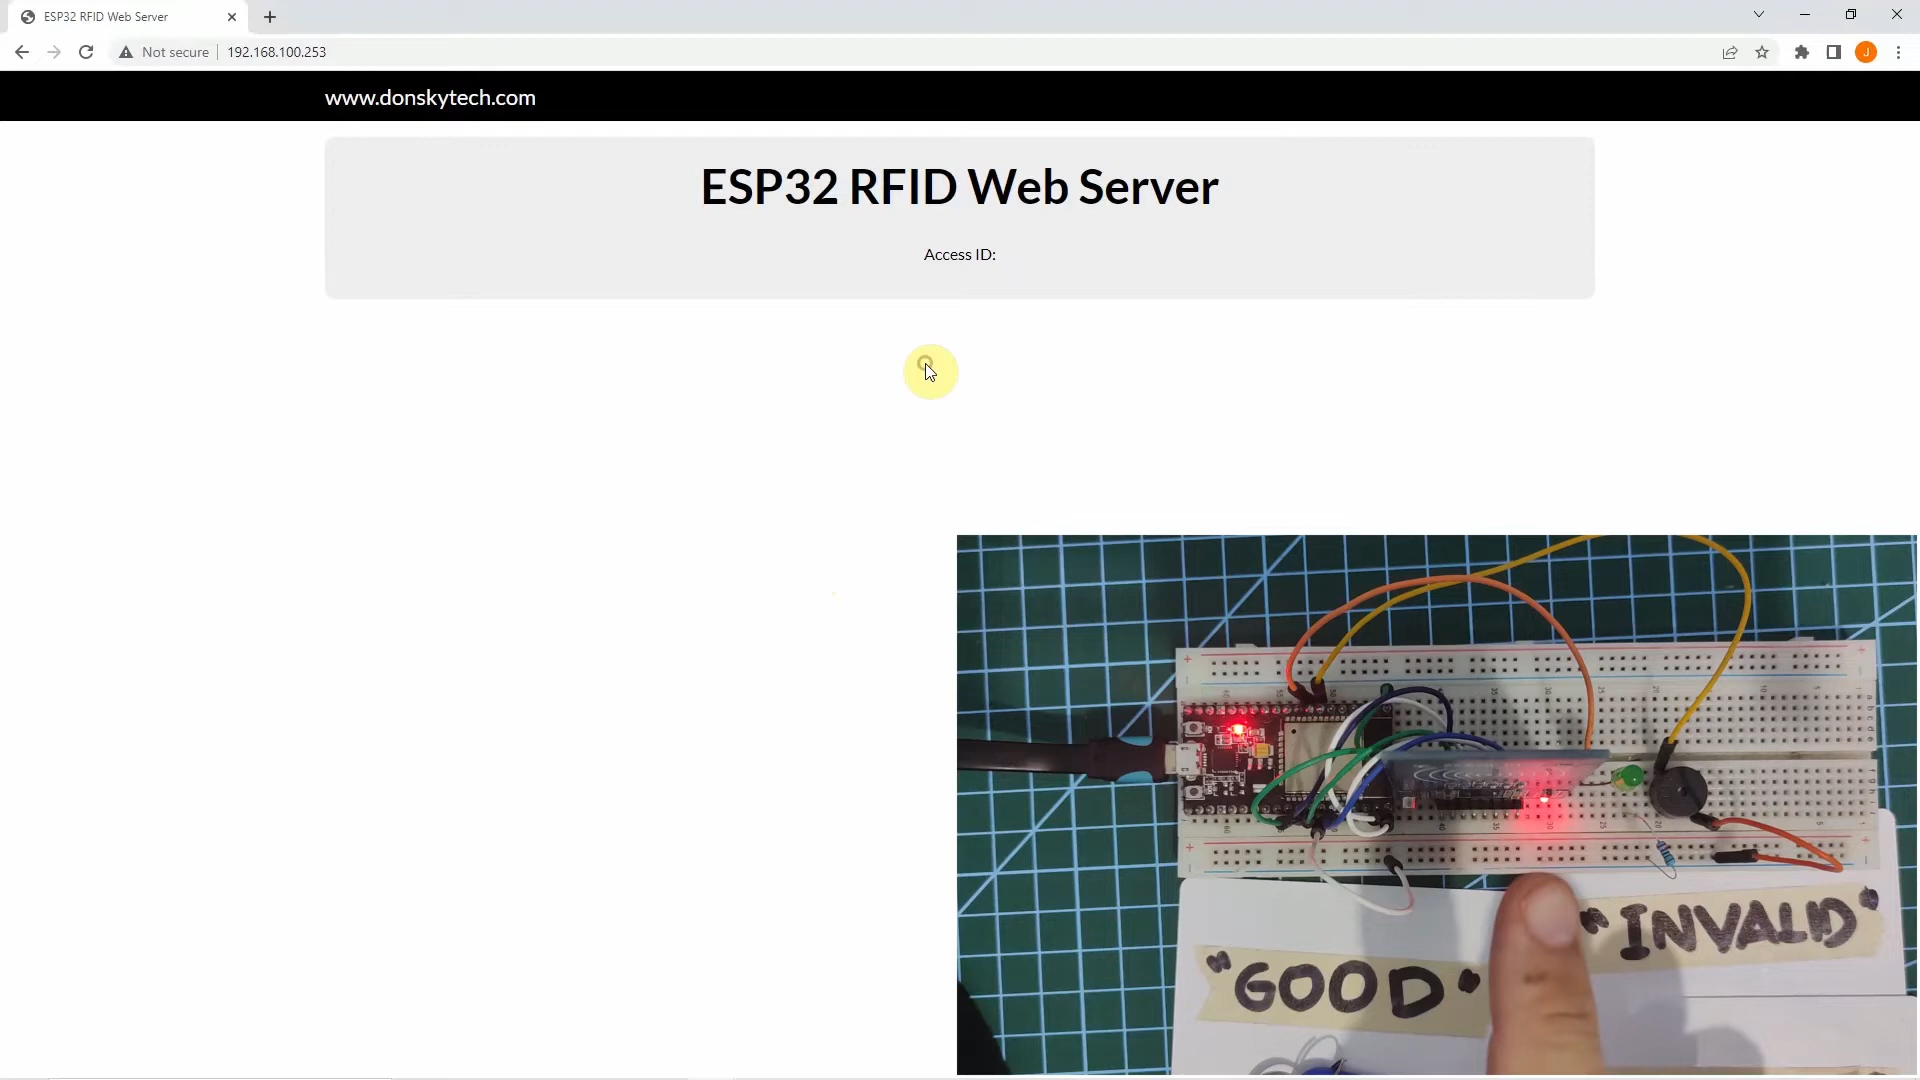 ESP32 RFID Web Server
Not secure
192.168.100.253
J
www.donskytech.com
ESP32 RFID Web Server
Access ID:
"GOOD"
"INVALID"